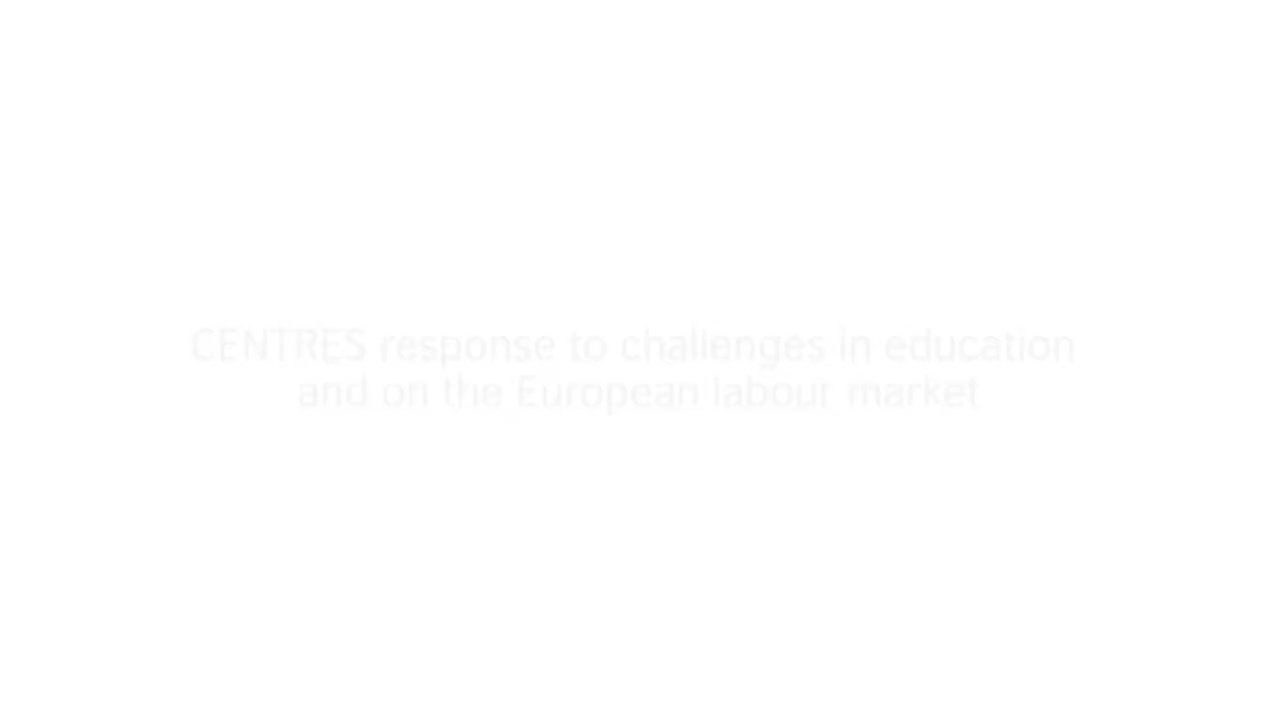 CENTRES response to challenges in education
and on the European labour market